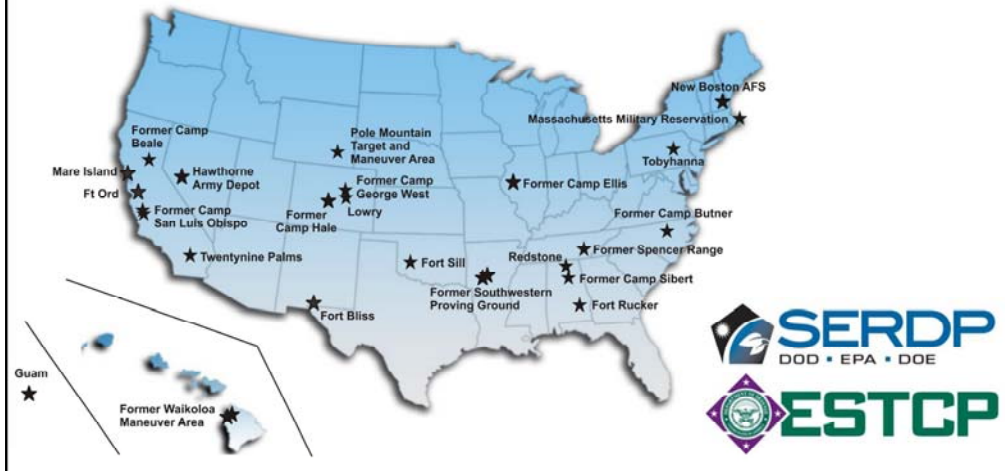 New Boston AFS
Massachusetts Military Reservation
Former Camp
Beale
Pole Mountain
Target and
Maneuver Area
Tobyhanna
Mare Island
Hawthorne
Army Depot
Former Camp
George West
Former Camp Ellis
Ft Ord
Lowry
Former
Camp Hale
Former Camp
San Luis Obispo
Former Camp Butner
Twentynine Palms
Fort Sill
Redstone
Former Spencer Range
Former Camp Sibert
Former Southwestern
Proving Ground
Fort Rucker
Fort Bliss
SERDP
DOD • EPA • DOE
Guam
Former Waikoloa
Maneuver Area
ESTCP